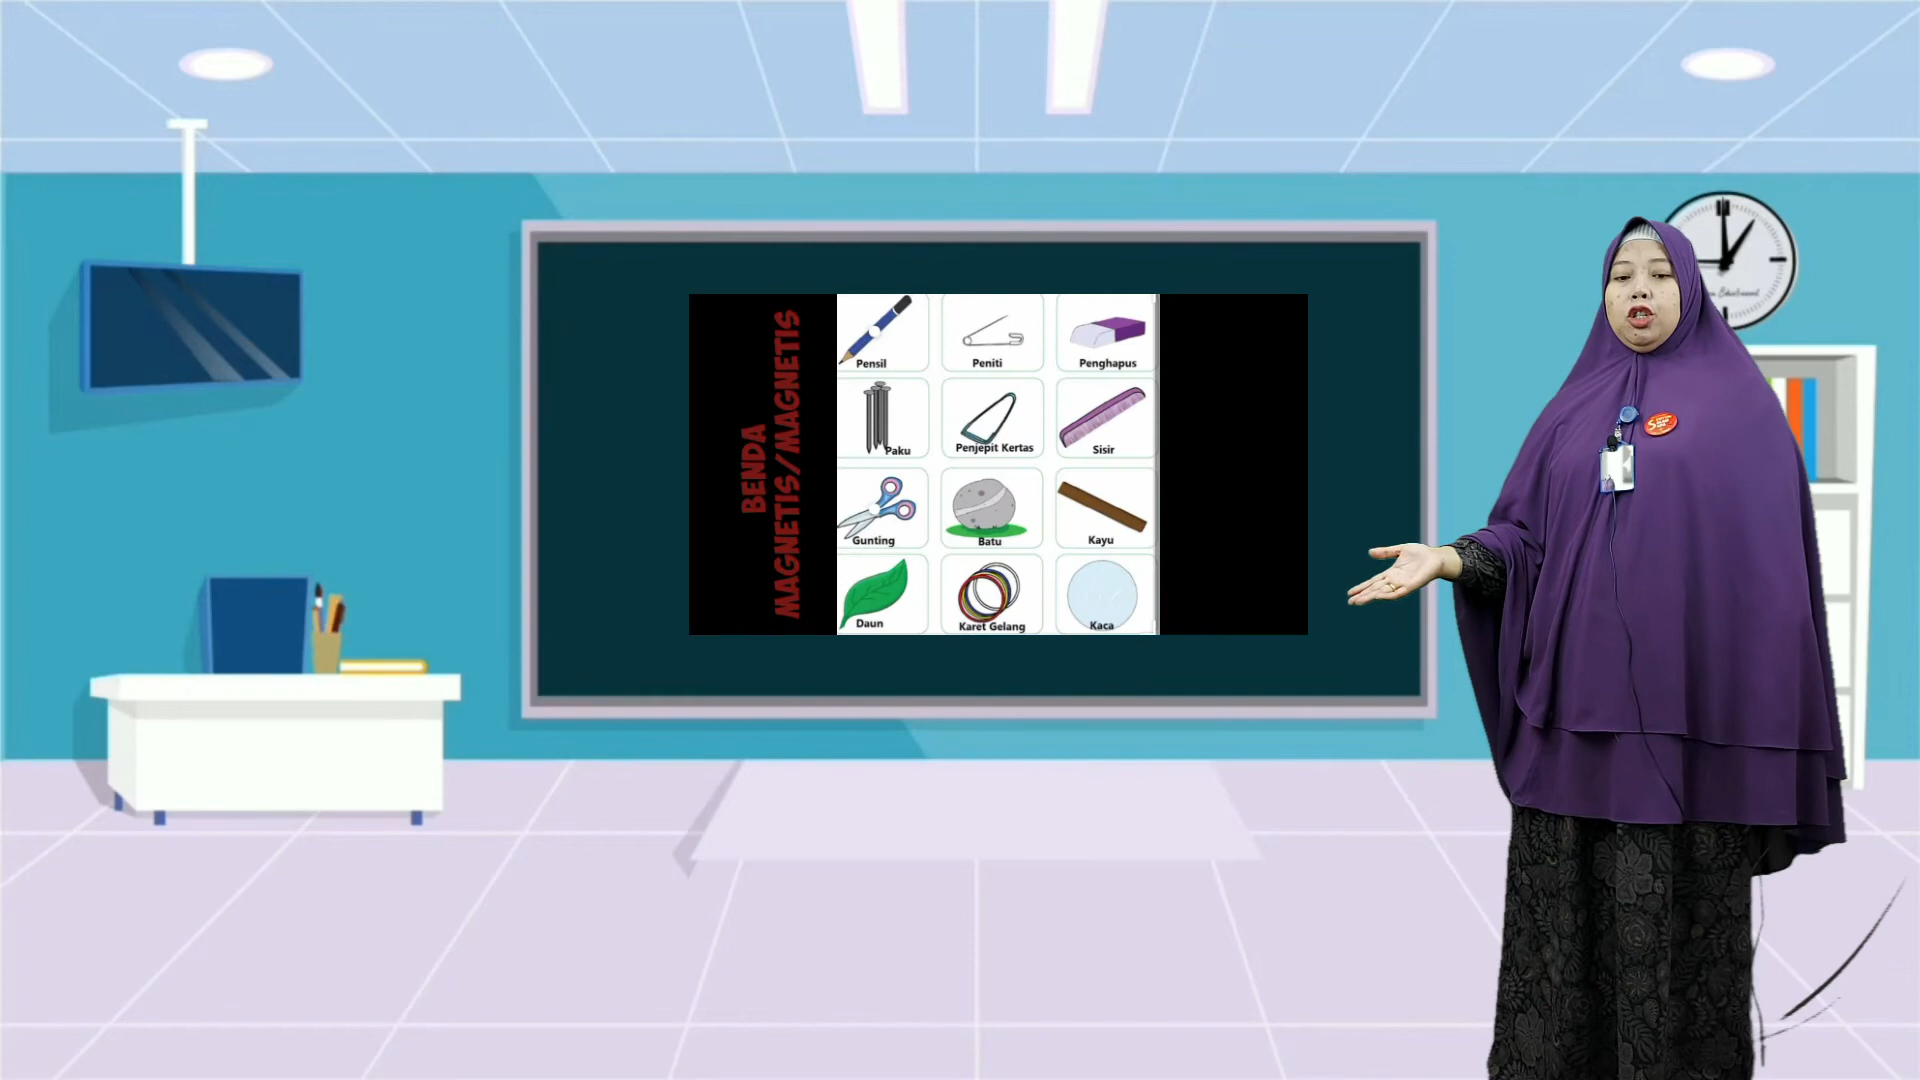 BENDA
MAGNETIS/MAGNETIS
Pensil
Peniti
Penghapus
Paku
Penjepit Kertas
Sisir
Gunting
Batu
Kayu
Daun
Karet Gelang
Kaca